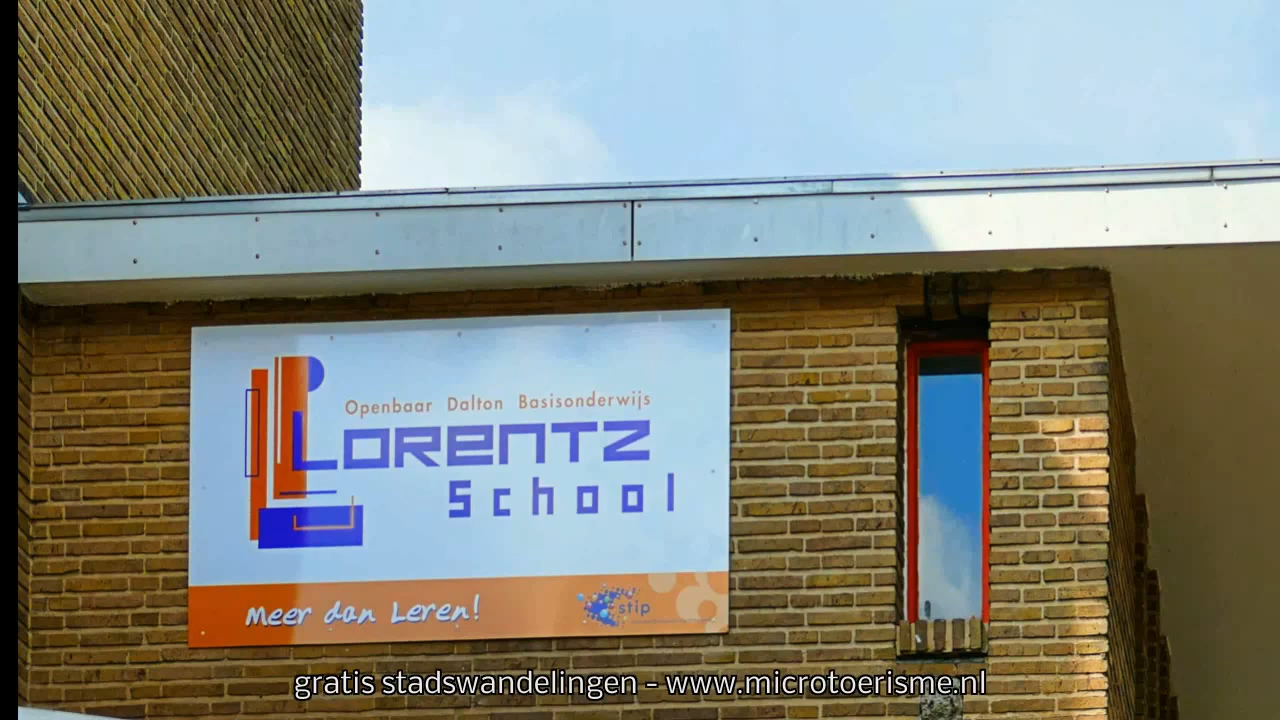 Openbaar Dalton Basisonderwijs
Lorentz
School
Meer dan Leren!
stip
gratis stadswandelingen - www.microtoerisme.nl